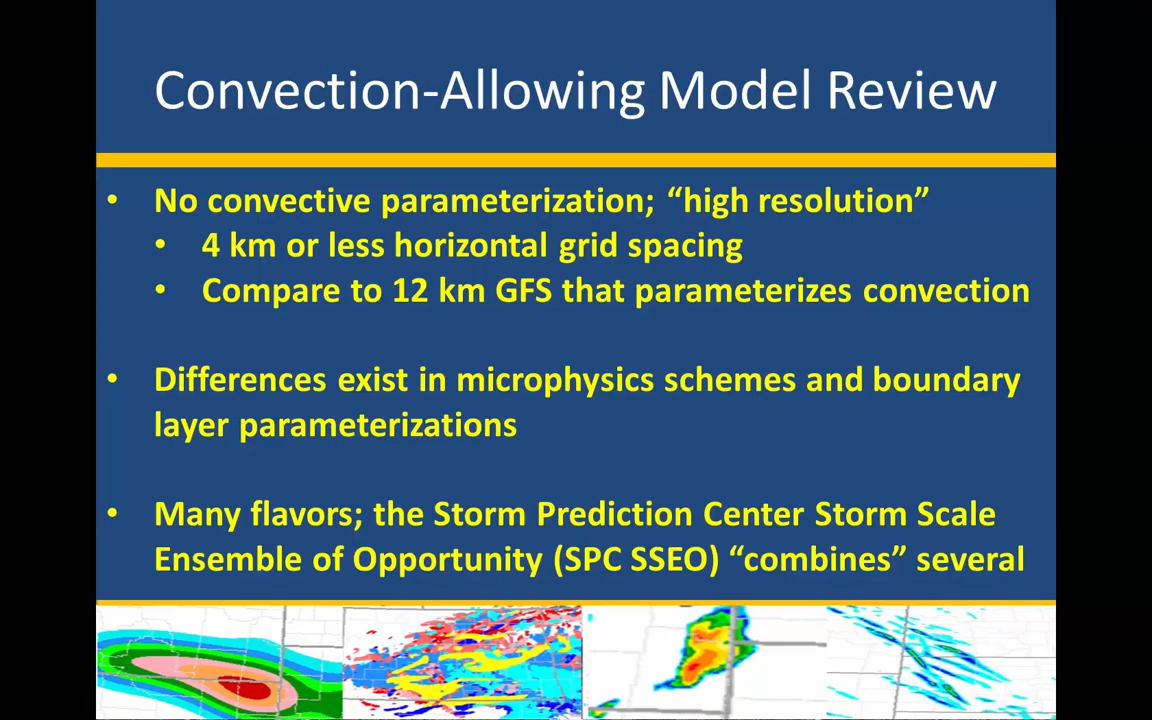 Convection-Allowing Model Review
• No convective parameterization; “high resolution”
• 4 km or less horizontal grid spacing
• Compare to 12 km GFS that parameterizes convection
• Differences exist in microphysics schemes and boundary
layer parameterizations
• Many flavors; the Storm Prediction Center Storm Scale
Ensemble of Opportunity (SPC SSEO) “combines” several